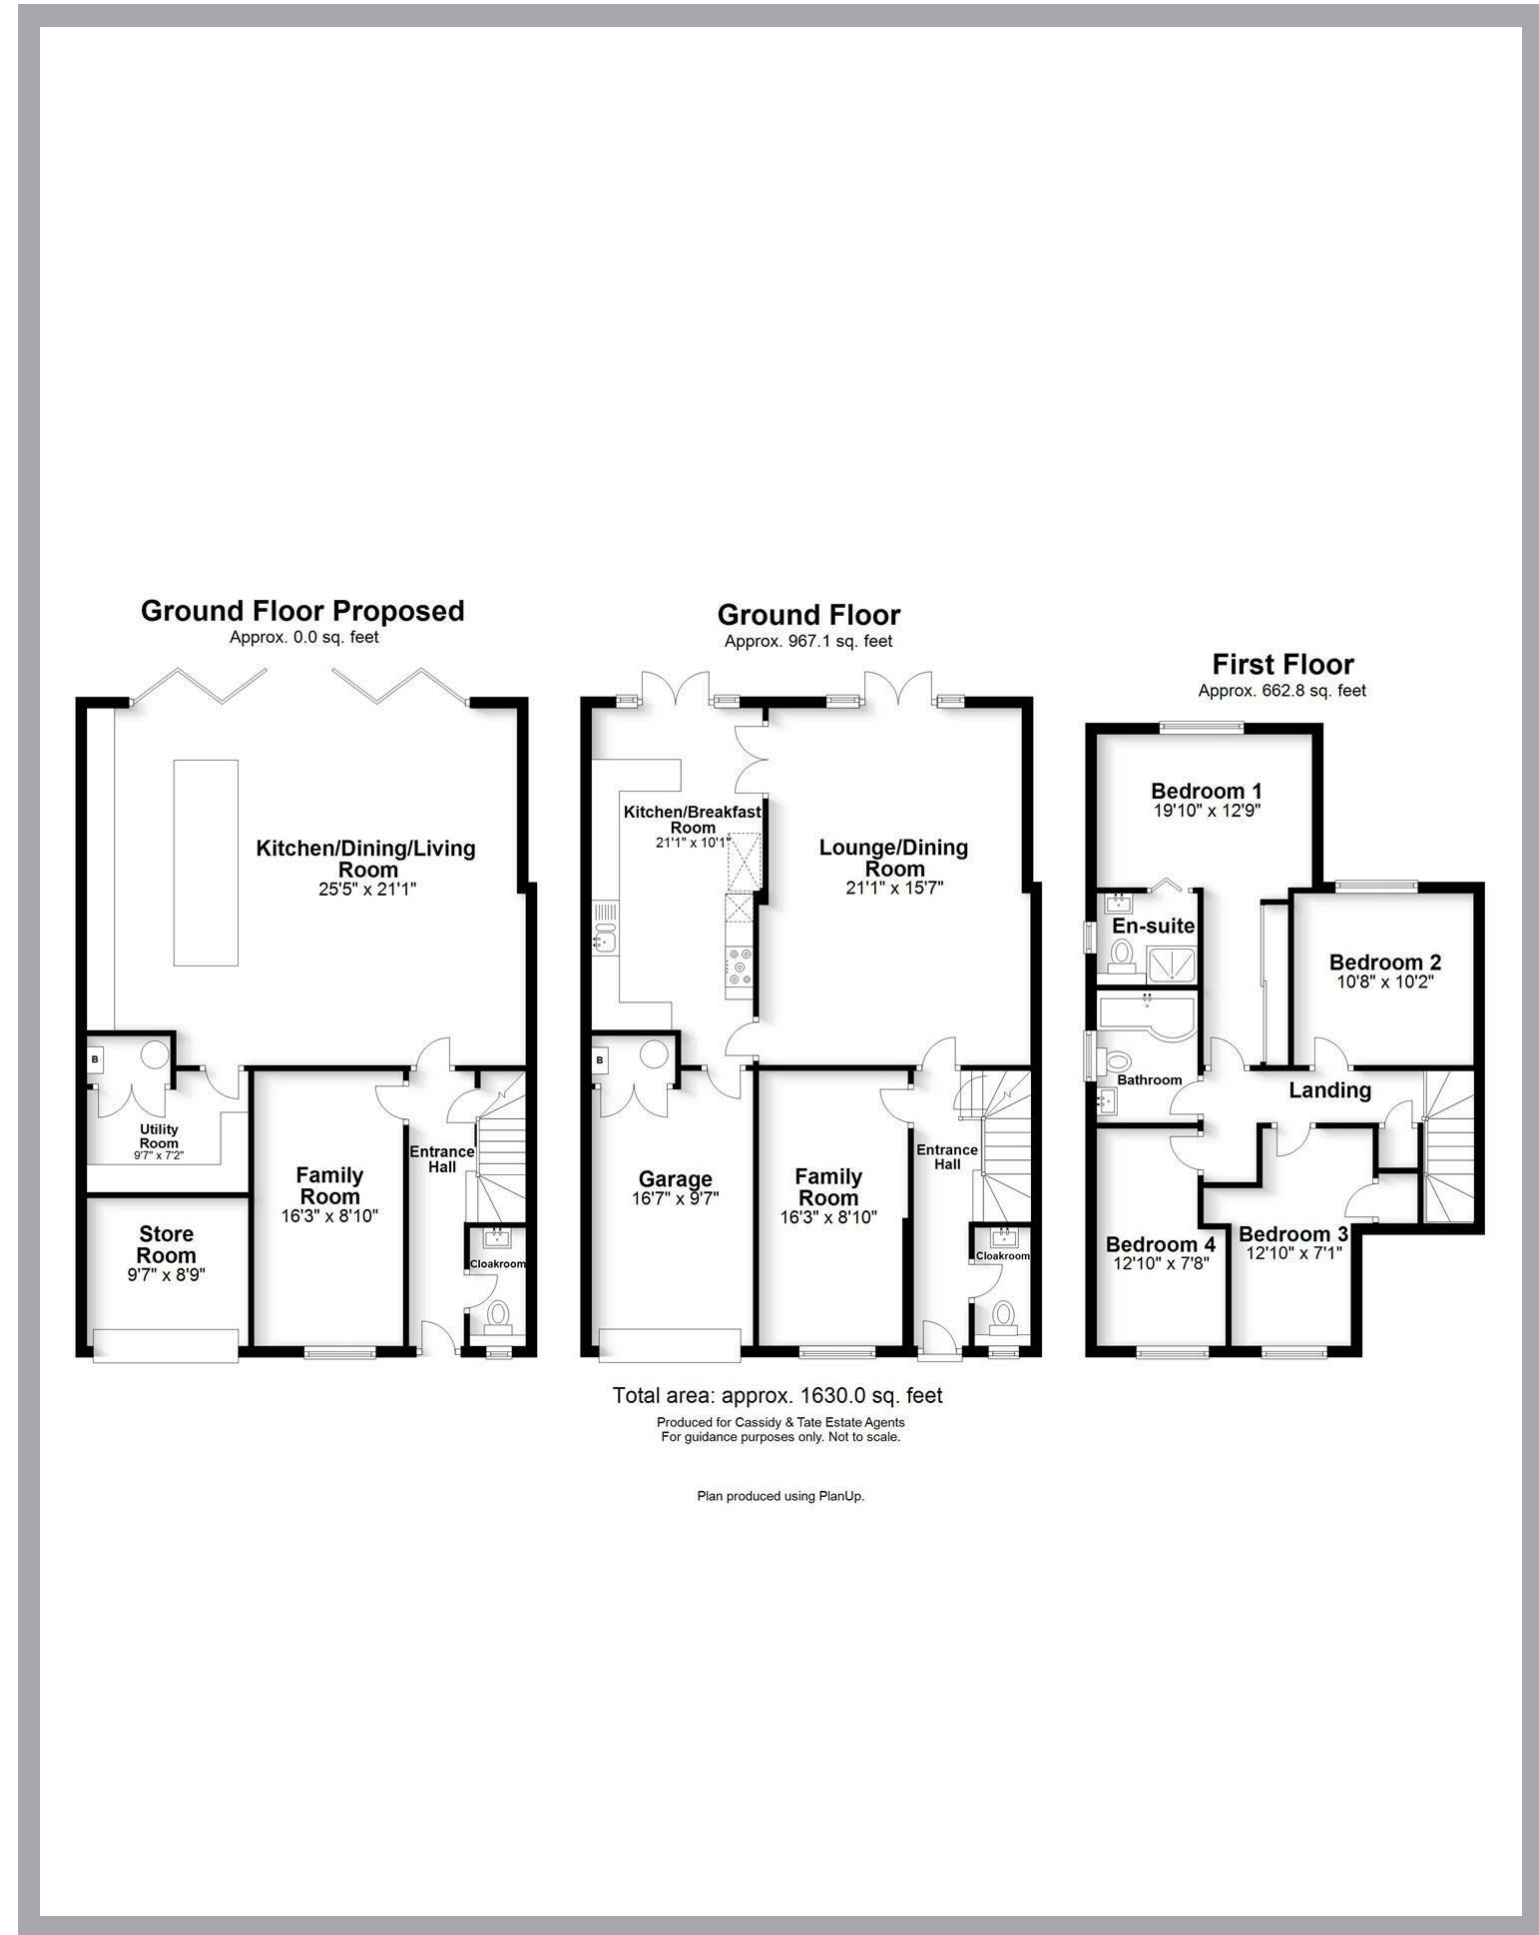 Ground Floor Proposed
Approx. 0.0 sq. feet
Kitchen/Dining/Living
Room
25'5" x 21'1"
B
Utility
Room
9'7" x 7'2"
Family
Room
16'3" x 8'10"
Entrance
Hall
Store
Room
9'7" x 8'9"
Cloakroom
Ground Floor
Approx. 967.1 sq. feet
Kitchen/Breakfast
Room
21'1" x 10'1"
Lounge/Dining
Room
21'1" x 15'7"
B
Garage
16'7" x 9'7"
Family
Room
16'3" x 8'10"
Entrance
Hall
Cloakroom
First Floor
Approx. 662.8 sq. feet
Bedroom 1
19'10" x 12'9"
En-suite
Bedroom 2
10'8" x 10'2"
Bathroom
Landing
Bedroom 4
12'10" x 7'8"
Bedroom 3
12'10" x 7'1"
Total area: approx. 1630.0 sq. feet
Produced for Cassidy & Tate Estate Agents
For guidance purposes only. Not to scale.
Plan produced using PlanUp.